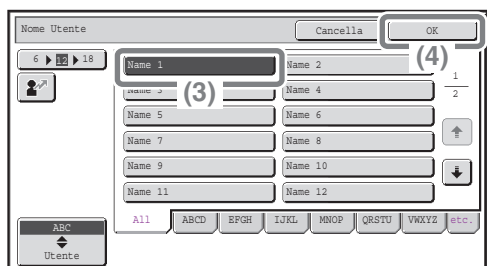 Nome Utente Cancella OK
(4)
6 12 18
Name 1 Name 2
(3)
Name 3 Name 4
1
2
Name 5 Name 6
Name 7 Name 8
Name 9 Name 10
Name 11 Name 12
All ABCD EFGH IJKL MNOP QRSTU VWXYZ etc.
ABC
Utente